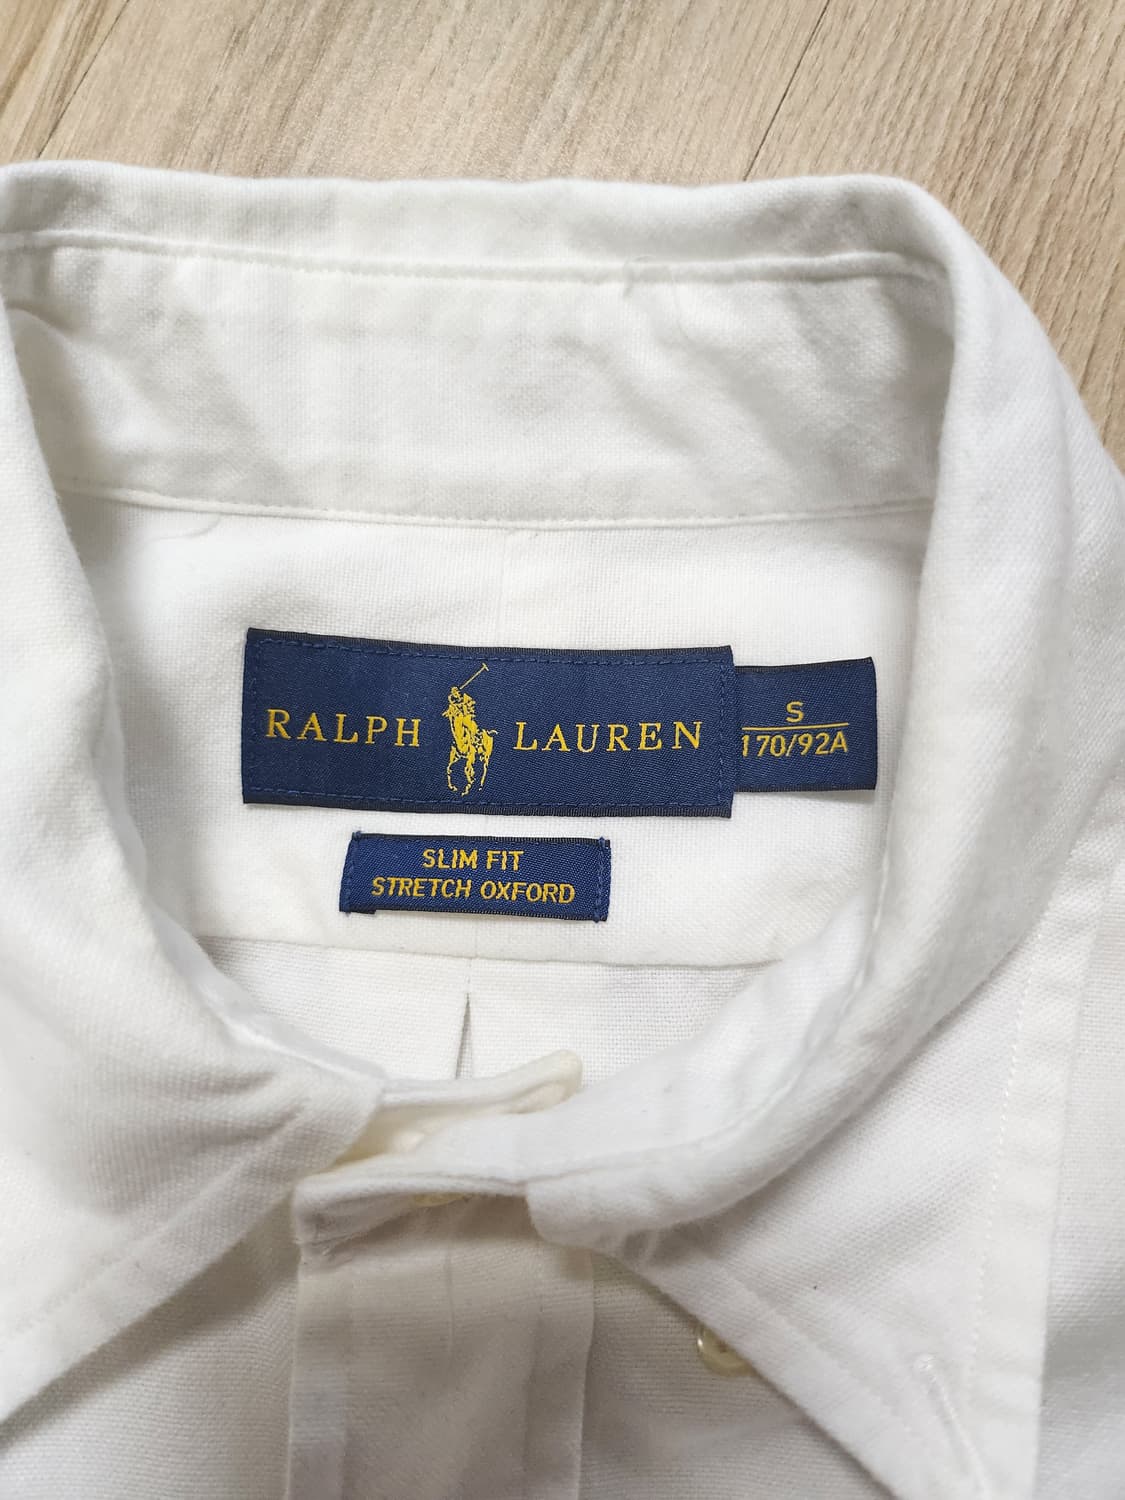 RALPH LAUREN
S
170/92A
SLIM FIT
STRETCH OXFORD